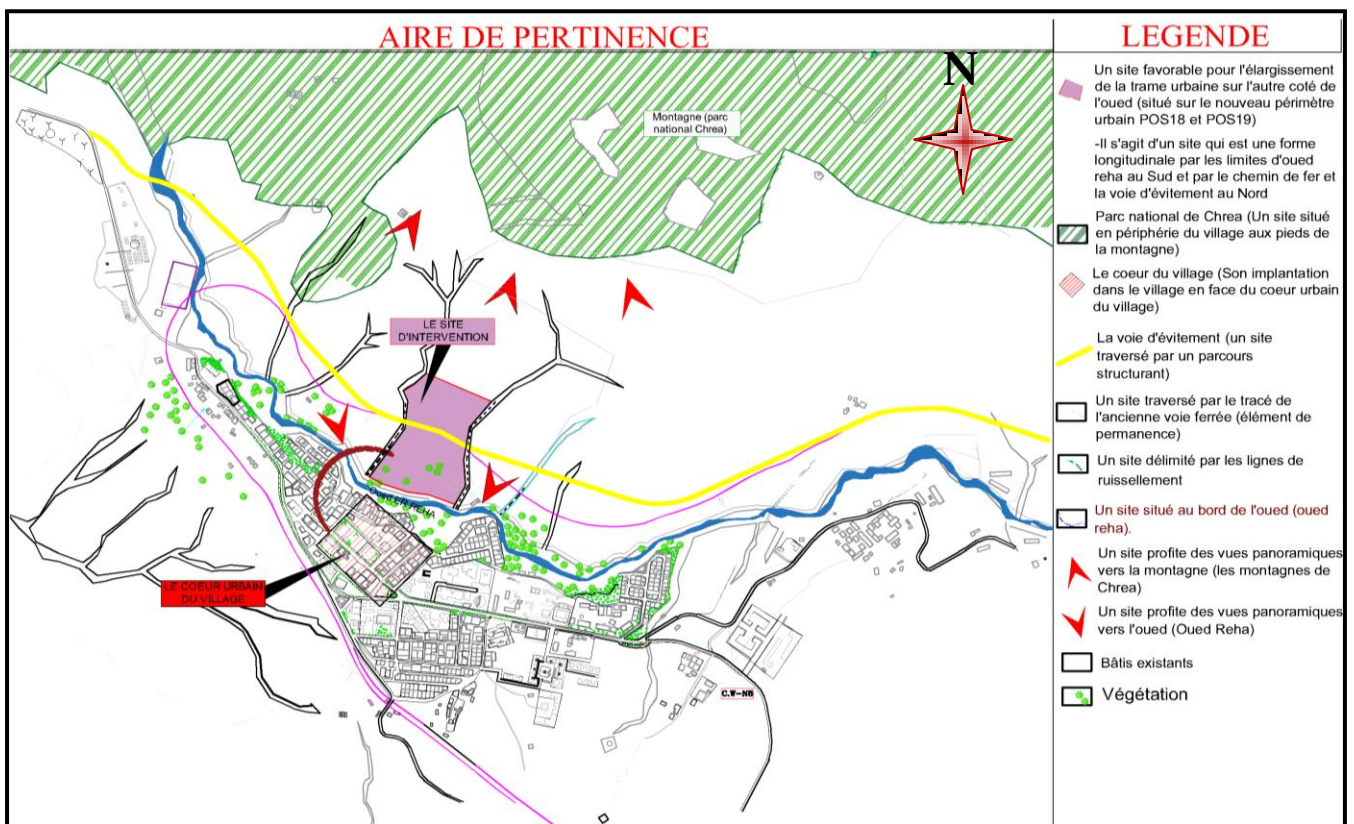 AIRE DE PERTINENCE
N
Montagne (parc
national Chrea)
LE SITE
D'INTERVENTION
Oued ER REHA
LE COEUR URBAIN
DU VILLAGE
C.W-N8
LEGENDE
Un site favorable pour l'élargissement
de la trame urbaine sur l'autre coté de
l'oued (situé sur le nouveau périmètre
urbain POS18 et POS19)
-Il s'agit d'un site qui est une forme
longitudinale par les limites d'oued
reha au Sud et par le chemin de fer et
la voie d'évitement au Nord
Parc national de Chrea (Un site situé
en périphérie du village aux pieds de
la montagne)
Le coeur du village (Son implantation
dans le village en face du coeur urbain
du village)
La voie d'évitement (un site
traversé par un parcours
structurant)
Un site traversé par le tracé de
l'ancienne voie ferrée (élément de
permanence)
Un site délimité par les lignes de
ruissellement
Un site situé au bord de l'oued (oued
reha).
Un site profite des vues panoramiques
vers la montagne (les montagnes de
Chrea)
Un site profite des vues panoramiques
vers l'oued (Oued Reha)
Bâtis existants
Végétation